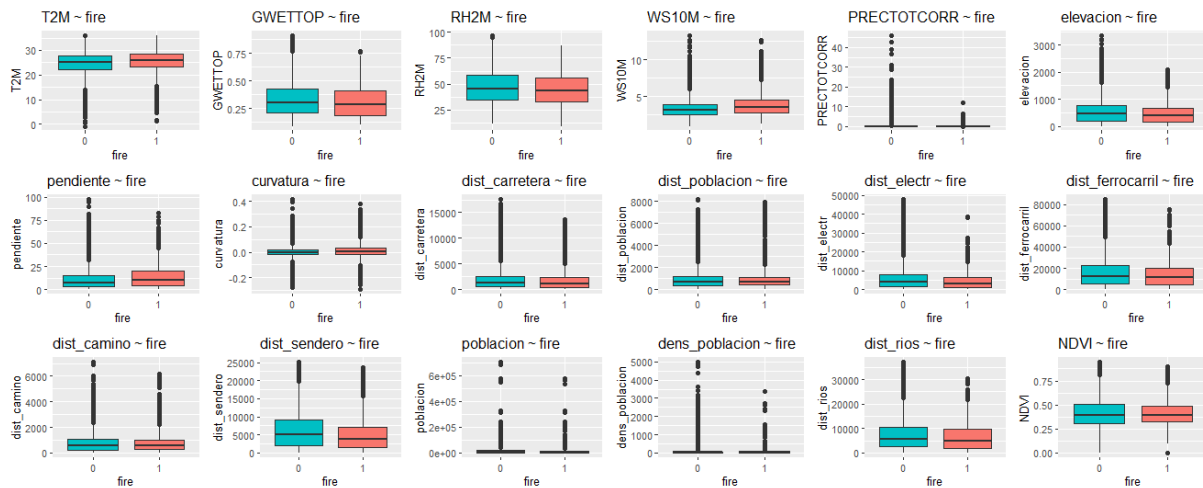 T2M ~ fire
T2M
30
20
10
0
0 1
fire
GWETTOP ~ fire
GWETTOP
0.75
0.50
0.25
0 1
fire
RH2M ~ fire
RH2M
100
75
50
25
0 1
fire
WS10M ~ fire
WS10M
10
5
0 1
fire
PRECTOTCORR ~ fire
PRECTOTCORR
40
30
20
10
0
0 1
fire
elevacion ~ fire
elevacion
3000
2000
1000
0
0 1
fire
pendiente ~ fire
pendiente
100
75
50
25
0
0 1
fire
curvatura ~ fire
curvatura
0.4
0.2
0.0
-0.2
0 1
fire
dist_carretera ~ fire
dist_carretera
15000
10000
5000
0
0 1
fire
dist_poblacion ~ fire
dist_poblacion
8000
6000
4000
2000
0
0 1
fire
dist_electr ~ fire
dist_electr
50000
40000
30000
20000
10000
0
0 1
fire
dist_ferrocarril ~ fire
dist_ferrocarril
80000
60000
40000
20000
0
0 1
fire
dist_camino ~ fire
dist_camino
6000
4000
2000
0
0 1
fire
dist_sendero ~ fire
dist_sendero
25000
20000
15000
10000
5000
0
0 1
fire
poblacion ~ fire
poblacion
6e+05
4e+05
2e+05
0e+00
0 1
fire
dens_poblacion ~ fire
dens_poblacion
5000
4000
3000
2000
1000
0
0 1
fire
dist_rios ~ fire
dist_rios
30000
20000
10000
0
0 1
fire
NDVI ~ fire
NDVI
0.75
0.50
0.25
0.00
0 1
fire